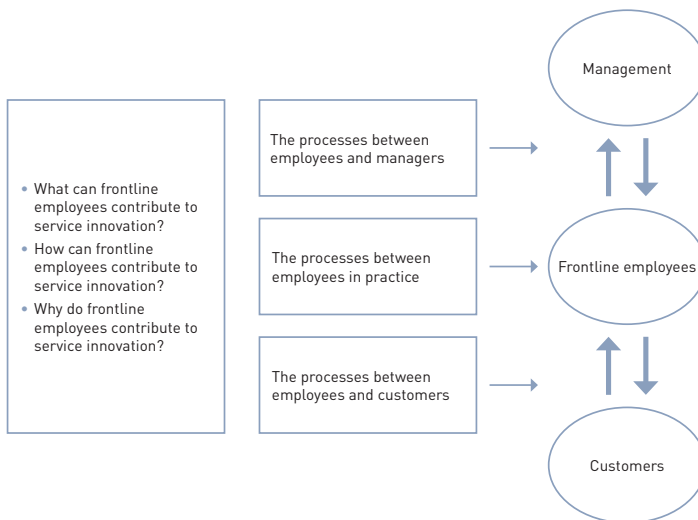 • What can frontline
employees contribute to
service innovation?
• How can frontline
employees contribute to
service innovation?
• Why do frontline
employees contribute to
service innovation?
The processes between
employees and managers
The processes between
employees in practice
The processes between
employees and customers
Management
Frontline employees
Customers